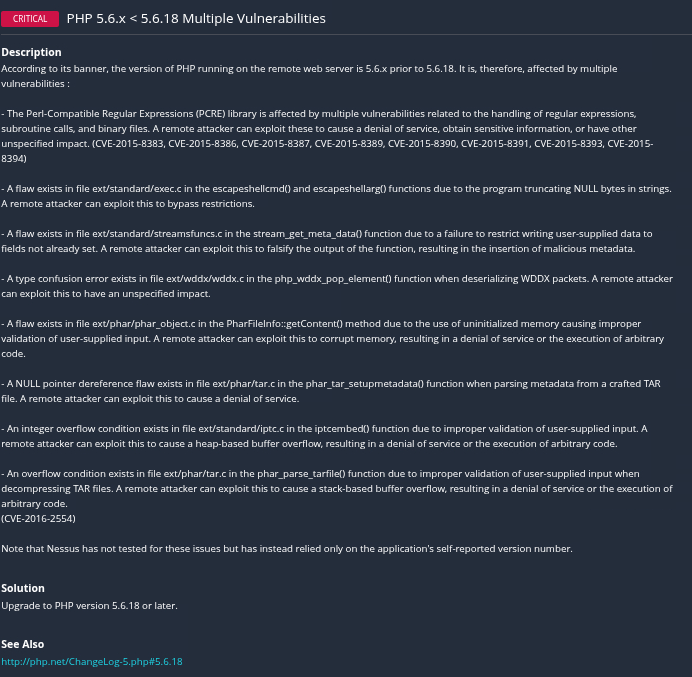 CRITICAL PHP 5.6.x < 5.6.18 Multiple Vulnerabilities
Description
According to its banner, the version of PHP running on the remote web server is 5.6.x prior to 5.6.18. It is, therefore, affected by multiple
vulnerabilities :
- The Perl-Compatible Regular Expressions (PCRE) library is affected by multiple vulnerabilities related to the handling of regular expressions,
subroutine calls, and binary files. A remote attacker can exploit these to cause a denial of service, obtain sensitive information, or have other
unspecified impact. (CVE-2015-8383, CVE-2015-8386, CVE-2015-8387, CVE-2015-8389, CVE-2015-8390, CVE-2015-8391, CVE-2015-8393, CVE-2015-
8394)
- A flaw exists in file ext/standard/exec.c in the escapeshellcmd() and escapeshellarg() functions due to the program truncating NULL bytes in strings.
A remote attacker can exploit this to bypass restrictions.
- A flaw exists in file ext/standard/streamsfuncs.c in the stream_get_meta_data() function due to a failure to restrict writing user-supplied data to
fields not already set. A remote attacker can exploit this to falsify the output of the function, resulting in the insertion of malicious metadata.
- A type confusion error exists in file ext/wddx/wddx.c in the php_wddx_pop_element() function when deserializing WDDX packets. A remote attacker
can exploit this to have an unspecified impact.
- A flaw exists in file ext/phar/phar_object.c in the PharFileInfo::getContent() method due to the use of uninitialized memory causing improper
validation of user-supplied input. A remote attacker can exploit this to corrupt memory, resulting in a denial of service or the execution of arbitrary
code.
- A NULL pointer dereference flaw exists in file ext/phar/tar.c in the phar_tar_setupmetadata() function when parsing metadata from a crafted TAR
file. A remote attacker can exploit this to cause a denial of service.
- An integer overflow condition exists in file ext/standard/iptc.c in the iptcembed() function due to improper validation of user-supplied input. A
remote attacker can exploit this to cause a heap-based buffer overflow, resulting in a denial of service or the execution of arbitrary code.
- An overflow condition exists in file ext/phar/tar.c in the phar_parse_tarfile() function due to improper validation of user-supplied input when
decompressing TAR files. A remote attacker can exploit this to cause a stack-based buffer overflow, resulting in a denial of service or the execution of
arbitrary code.
(CVE-2016-2554)
Note that Nessus has not tested for these issues but has instead relied only on the application's self-reported version number.
Solution
Upgrade to PHP version 5.6.18 or later.
See Also
http://php.net/ChangeLog-5.php#5.6.18